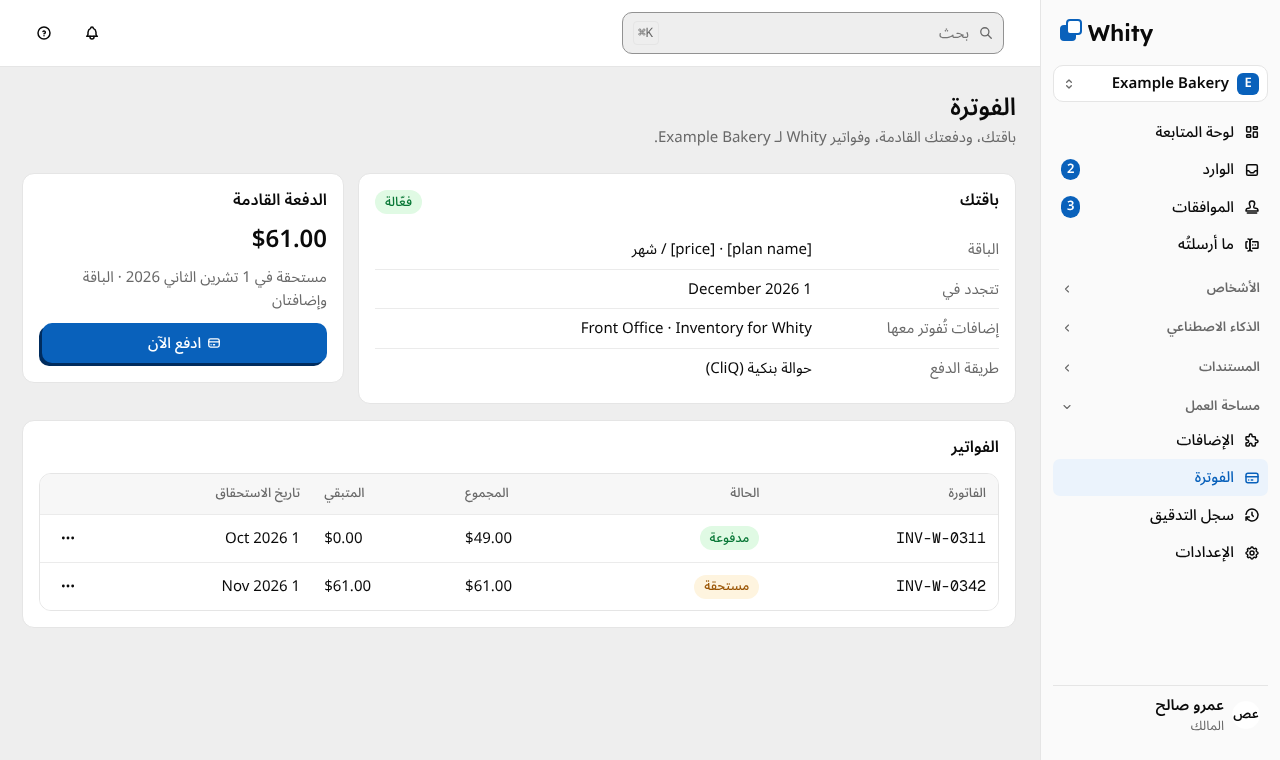 Whity
E Example Bakery
لوحة المتابعة
الوارد 2
الموافقات 3
ما أرسلتُه
الأشخاص
الذكاء الاصطناعي
المستندات
مساحة العمل
الإضافات
الفوترة
سجل التدقيق
الإعدادات
عص عمرو صالح
المالك
بحث ⌘K
الفوترة
باقتك، ودفعتك القادمة، وفواتير Whity لـ Example Bakery.
باقتك فعّالة
الباقة [plan name] · [price] / شهر
تتجدد في 1 December 2026
إضافات تُفوتر معها Front Office · Inventory for Whity
طريقة الدفع حوالة بنكية (CliQ)
الدفعة القادمة
$61.00
مستحقة في 1 تشرين الثاني 2026 · الباقة
وإضافتان
ادفع الآن
الفواتير
الفاتورة الحالة المجموع المتبقي تاريخ الاستحقاق
INV-W-0311 مدفوعة $49.00 $0.00 1 Oct 2026
INV-W-0342 مستحقة $61.00 $61.00 1 Nov 2026